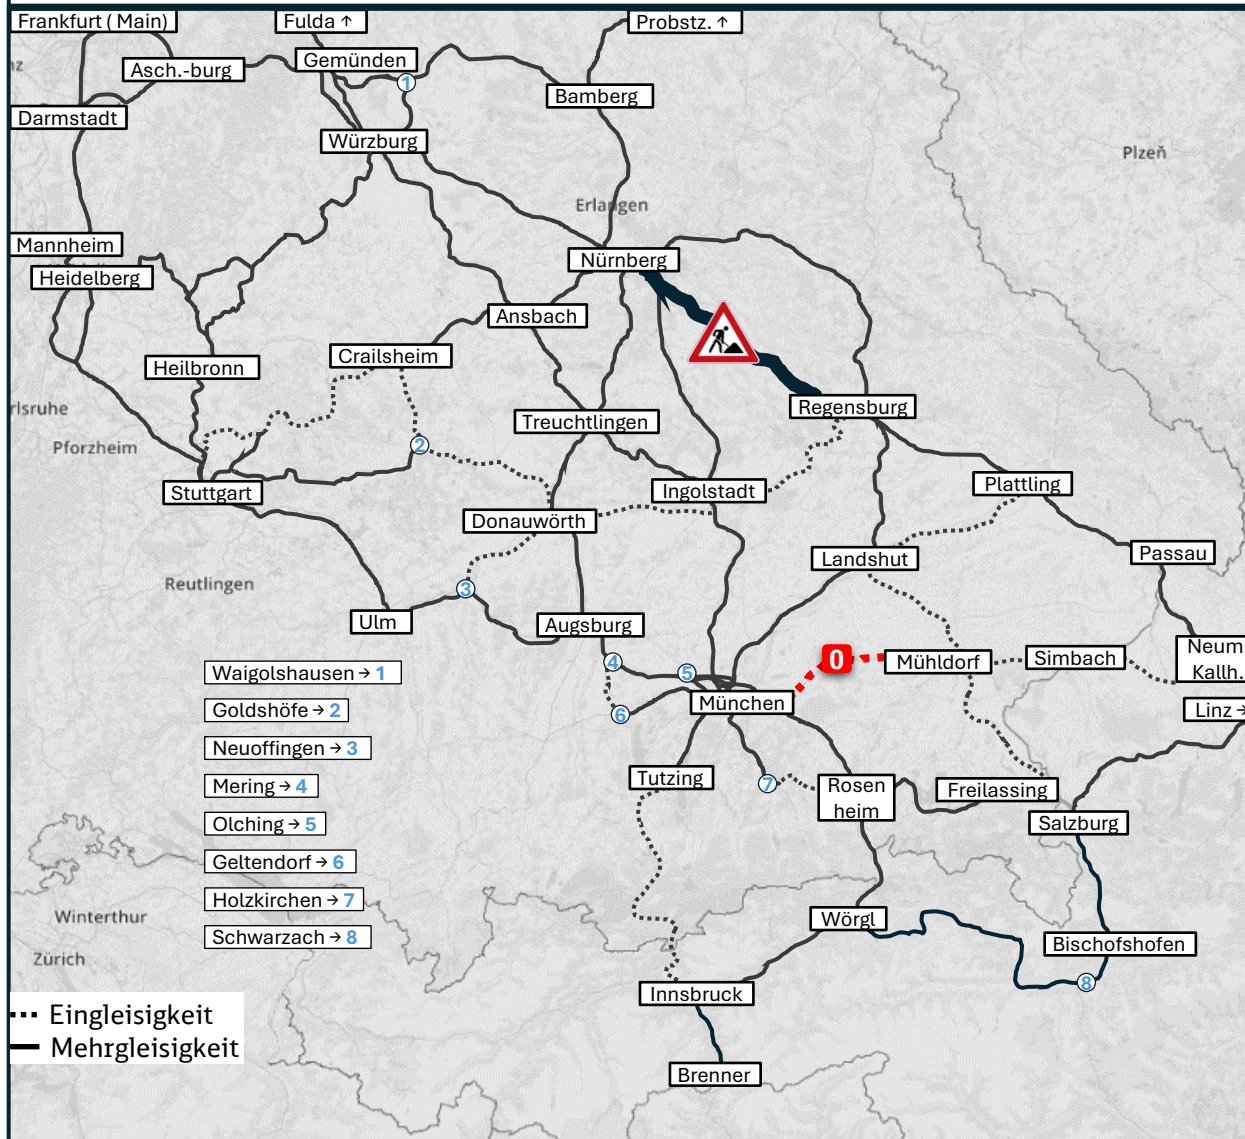 Frankfurt ( Main)
Fulda ↑
Probstz. ↑
nz
Asch.-burg
Gemünden
1
Bamberg
Darmstadt
Würzburg
Plzeň
Erlangen
Mannheim
Nürnberg
Heidelberg
Ansbach
Crailsheim
Heilbronn
rlsruhe
Regensburg
Treuchtlingen
Pforzheim
2
Stuttgart
Ingolstadt
Plattling
Donauwörth
Landshut
Passau
Reutlingen
3
Ulm
Augsburg
4
5
0
Mühldorf
Simbach
Neum.
Kallh.
Waigolshausen → 1
München
Linz →
Goldshöfe → 2
6
Neuoffingen → 3
Tutzing
7
Rosen
heim
Freilassing
Mering → 4
Salzburg
Olching → 5
Geltendorf → 6
Holzkirchen → 7
Winterthur
Wörgl
Schwarzach → 8
Bischofshofen
Zürich
8
Innsbruck
Eingleisigkeit
Mehrgleisigkeit
Brenner